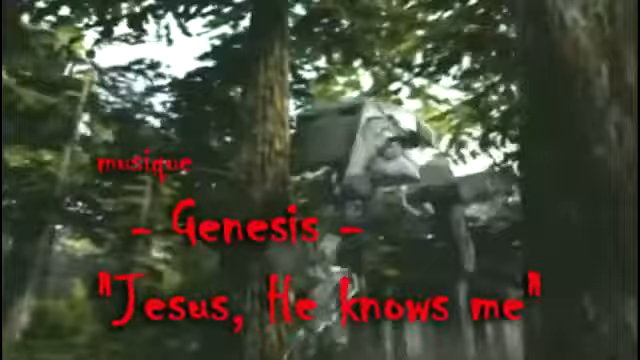 musique
- Genesis -
"Jesus, He knows me"